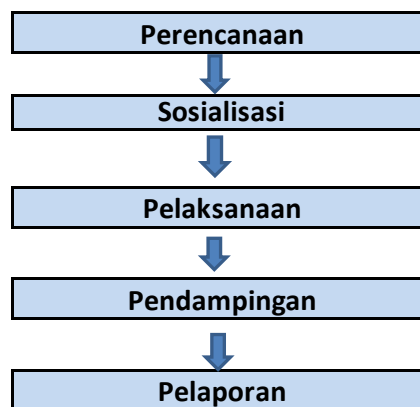 Perencanaan
Sosialisasi
Pelaksanaan
Pendampingan
Pelaporan